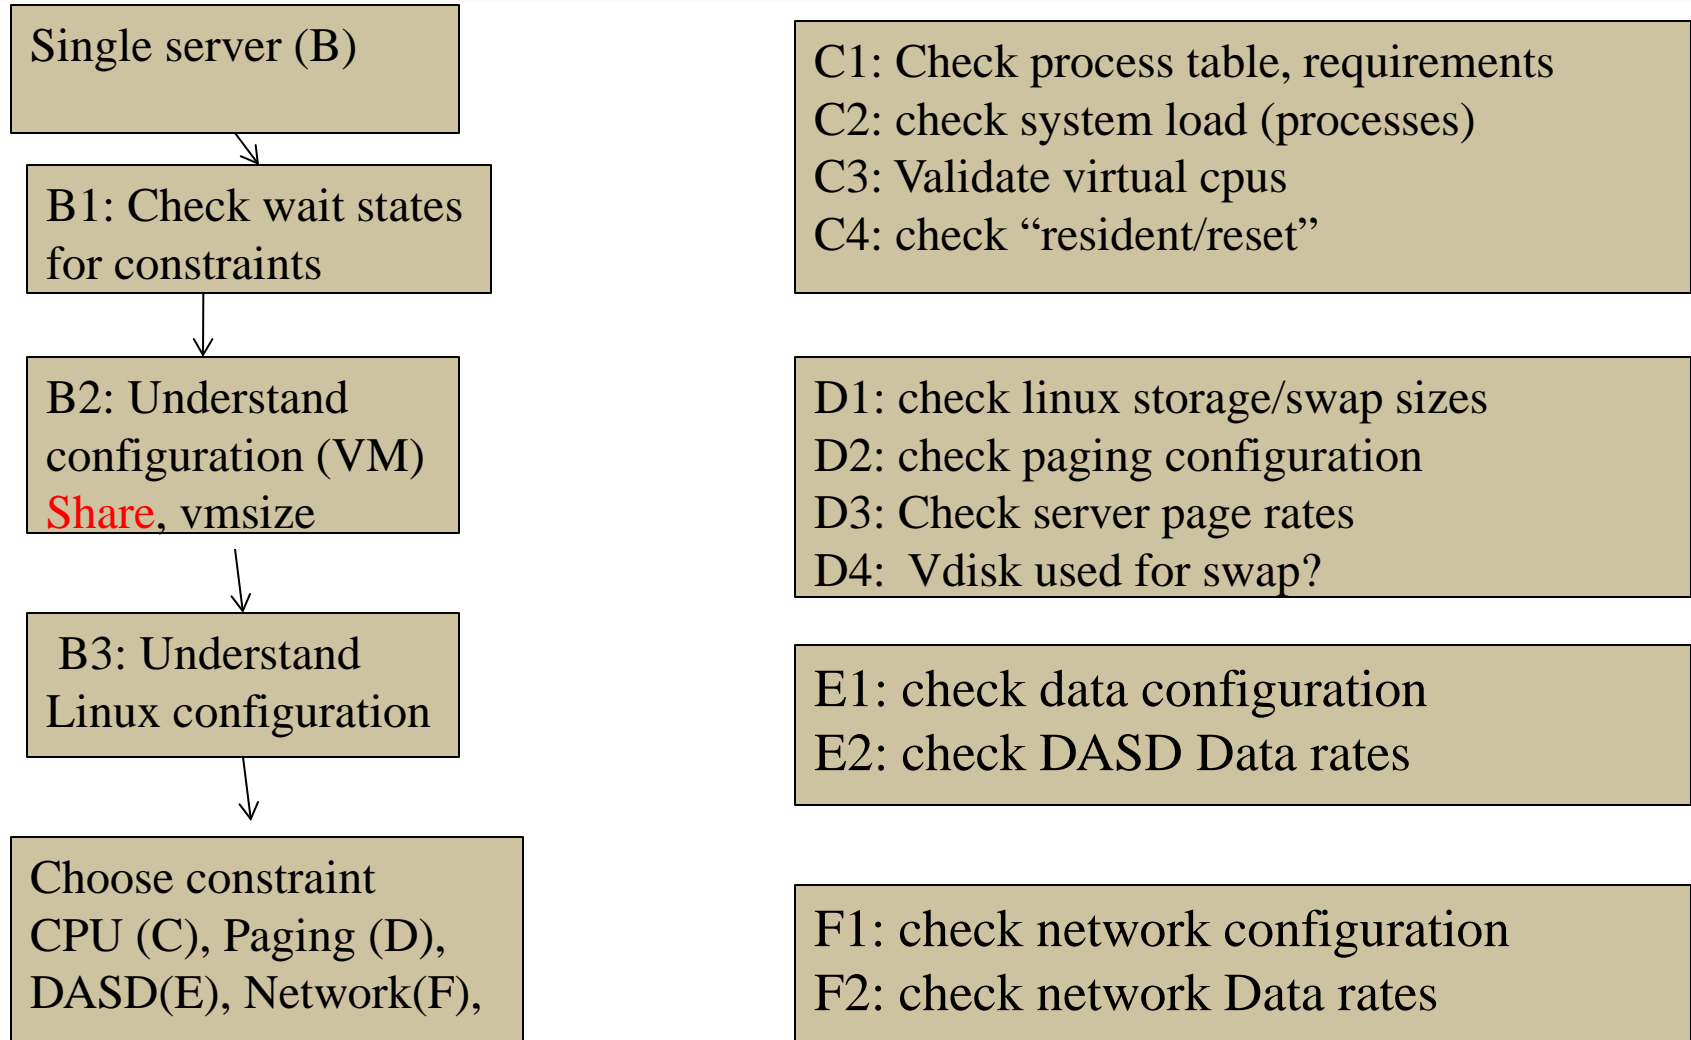 Single server (B)
B1: Check wait states
for constraints
B2: Understand
configuration (VM)
Share, vmsize
B3: Understand
Linux configuration
Choose constraint
CPU (C), Paging (D),
DASD(E), Network(F),
C1: Check process table, requirements
C2: check system load (processes)
C3: Validate virtual cpus
C4: check “resident/reset”
D1: check linux storage/swap sizes
D2: check paging configuration
D3: Check server page rates
D4:  Vdisk used for swap?
E1: check data configuration
E2: check DASD Data rates
F1: check network configuration
F2: check network Data rates